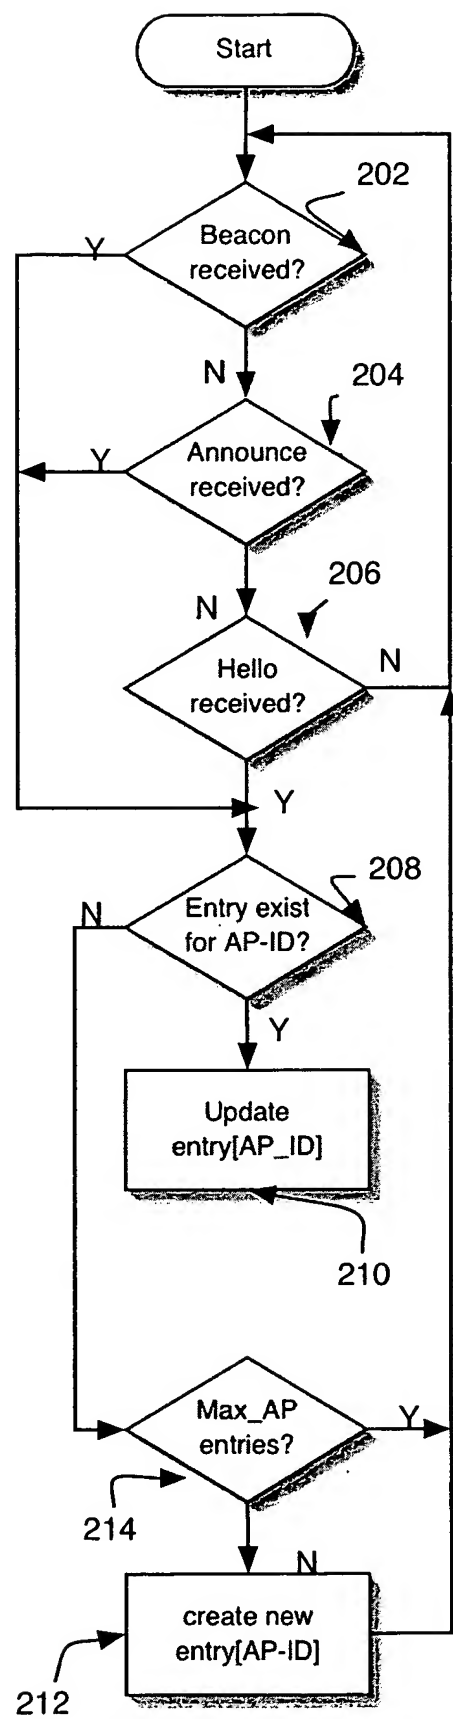 Start
202
Y
Beacon
received?
N
204
Y
Announce
received?
206
N
Hello
received?
N
Y
208
N
Entry exist
for AP-ID?
Y
Update
entry[AP_ID]
210
Max_AP
entries?
Y
214
N
create new
entry[AP-ID]
212